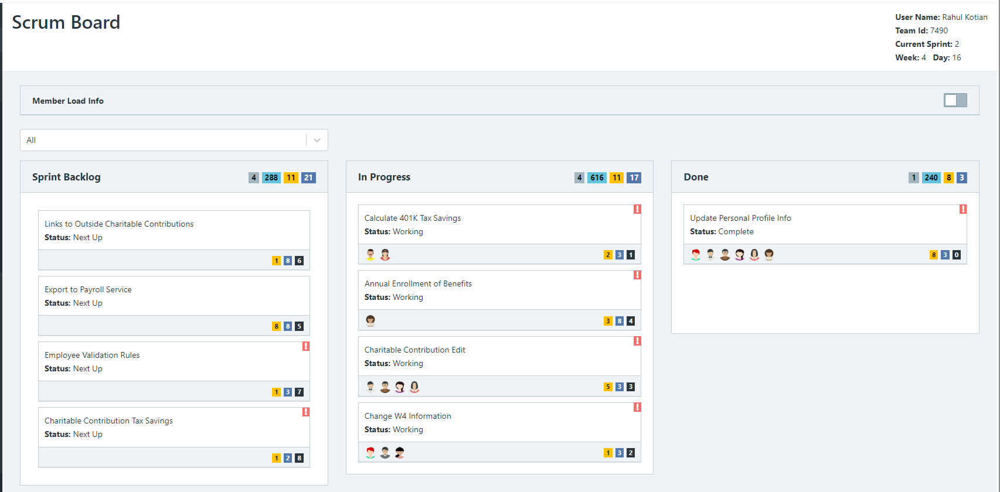 Scrum Board
User Name: Rahul Kotian
Team Id: 7490
Current Sprint: 2
Week: 4 Day: 16
Member Load Info
All
Sprint Backlog 4 288 11 21
Links to Outside Charitable Contributions
Status: Next Up
1 8 6
Export to Payroll Service
Status: Next Up
8 8 5
!
Employee Validation Rules
Status: Next Up
1 3 7
!
Charitable Contribution Tax Savings
Status: Next Up
1 2 8
In Progress 4 616 11 17
!
Calculate 401K Tax Savings
Status: Working
2 3 1
!
Annual Enrollment of Benefits
Status: Working
3 8 4
!
Charitable Contribution Edit
Status: Working
5 3 3
!
Change W4 Information
Status: Working
1 3 2
Done 1 240 8 3
!
Update Personal Profile Info
Status: Complete
8 3 0